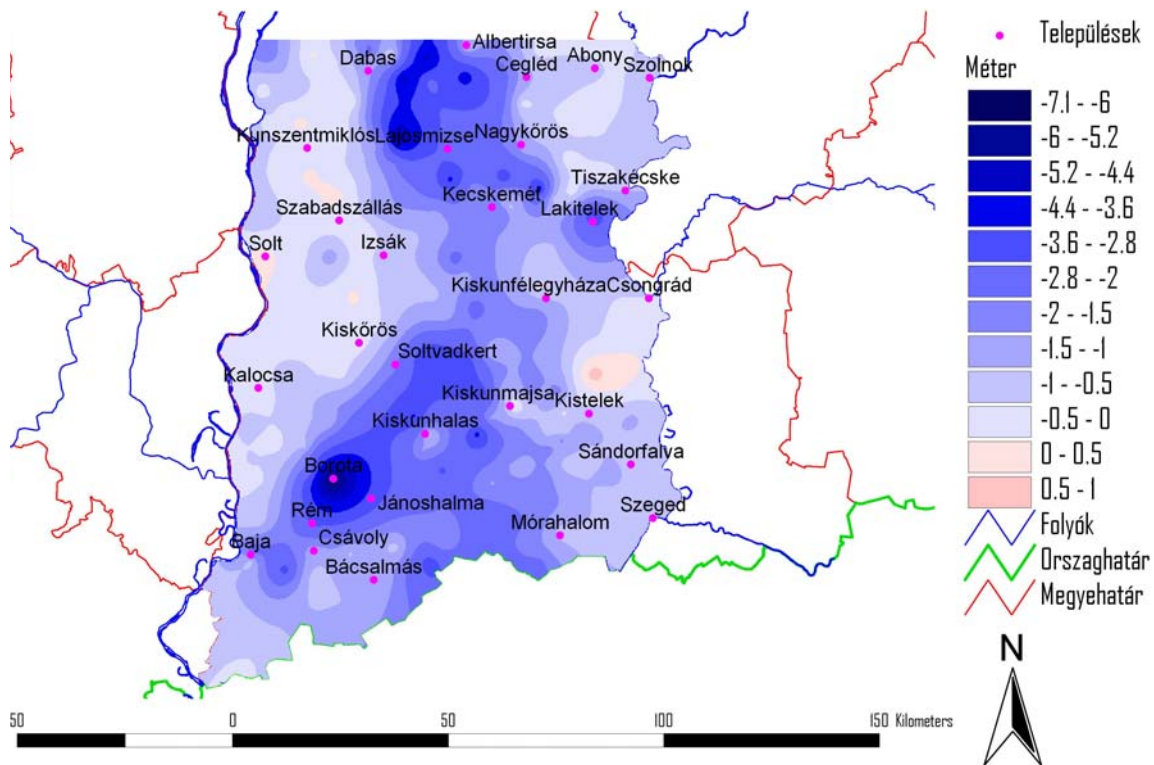 Albertirsa
Dabas
Cegléd
Abony
Szolnok
Kunszentmiklós
Lajosmizse
Nagykőrös
Tiszakécske
Kecskemét
Lakitelek
Szabadszállás
Solt
Izsák
Kiskunfélegyháza
Csongrád
Kiskőrös
Soltvadkert
Kalocsa
Kiskunmajsa
Kistelek
Kiskunhalas
Sándorfalva
Borota
Jánoshalma
Rém
Szeged
Mórahalom
Csávoly
Baja
Bácsalmás
Települések
Méter
-7.1 - -6
-6 - -5.2
-5.2 - -4.4
-4.4 - -3.6
-3.6 - -2.8
-2.8 - -2
-2 - -1.5
-1.5 - -1
-1 - -0.5
-0.5 - 0
0 - 0.5
0.5 - 1
Folyók
Országhatár
Megyehatár
N
50 0 50 100 150 Kilometers